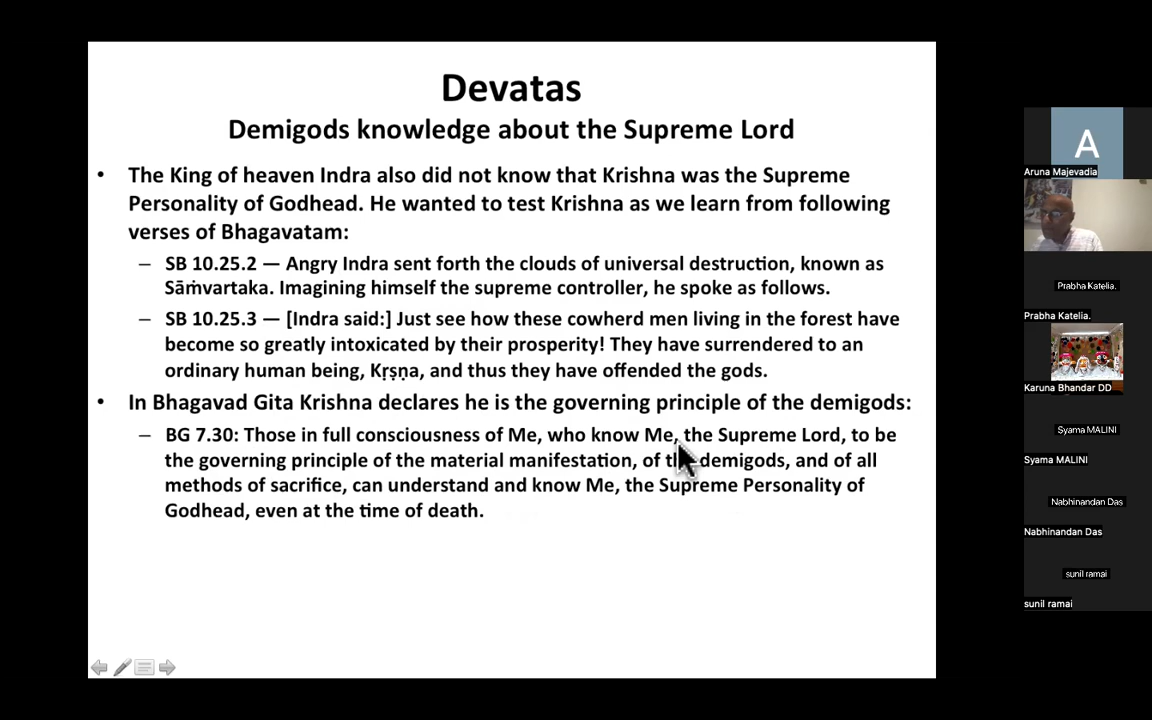 Devatas
Demigods knowledge about the Supreme Lord
• The King of heaven Indra also did not know that Krishna was the Supreme
Personality of Godhead. He wanted to test Krishna as we learn from following
verses of Bhagavatam:
– SB 10.25.2 — Angry Indra sent forth the clouds of universal destruction, known as
Sāṁvartaka. Imagining himself the supreme controller, he spoke as follows.
– SB 10.25.3 — [Indra said:] Just see how these cowherd men living in the forest have
become so greatly intoxicated by their prosperity! They have surrendered to an
ordinary human being, Kṛṣṇa, and thus they have offended the gods.
• In Bhagavad Gita Krishna declares he is the governing principle of the demigods:
– BG 7.30: Those in full consciousness of Me, who know Me, the Supreme Lord, to be
the governing principle of the material manifestation, of the demigods, and of all
methods of sacrifice, can understand and know Me, the Supreme Personality of
Godhead, even at the time of death.
A
Aruna Majevadia
Prabha Katelia.
Prabha Katelia.
Karuna Bhandar DD
Syama MALINI
Syama MALINI
Nabhinandan Das
Nabhinandan Das
sunil ramai
sunil ramai